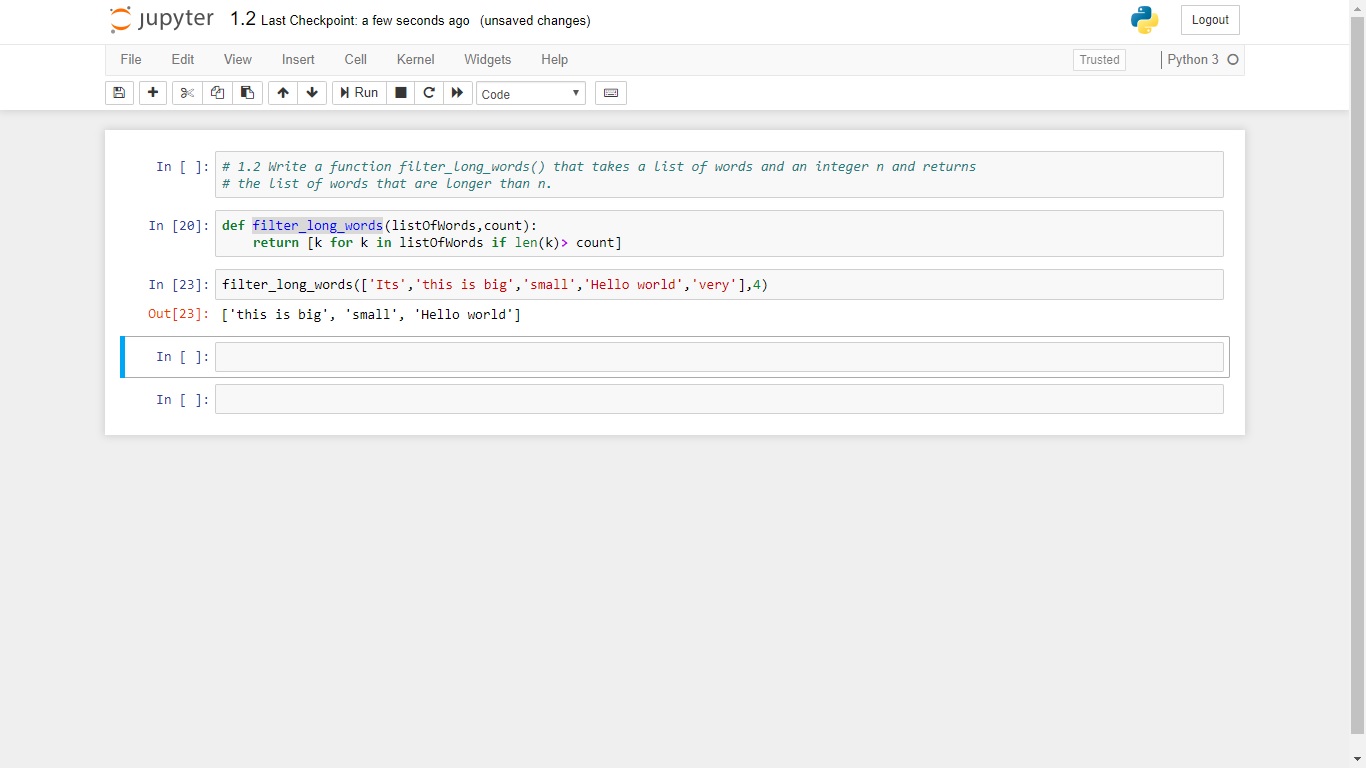 jupyter 1.2 Last Checkpoint: a few seconds ago (unsaved changes) Logout
File Edit View Insert Cell Kernel Widgets Help Trusted Python 3
Run Code
In [ ]: # 1.2 Write a function filter_long_words() that takes a list of words and an integer n and returns
# the list of words that are longer than n.
In [20]: def filter_long_words(listOfWords,count):
    return [k for k in listOfWords if len(k)> count]
In [23]: filter_long_words(['Its','this is big','small','Hello world','very'],4)
Out[23]: ['this is big', 'small', 'Hello world']
In [ ]:
In [ ]: